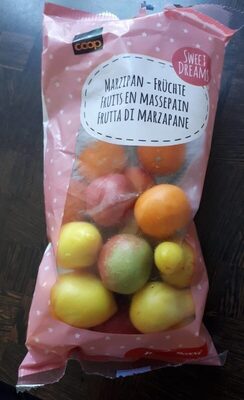 coop
SWEET
DREAMS
MARZIPAN - FRÜCHTE
FRUITS EN MASSEPAIN
FRUTTA DI MARZAPANE